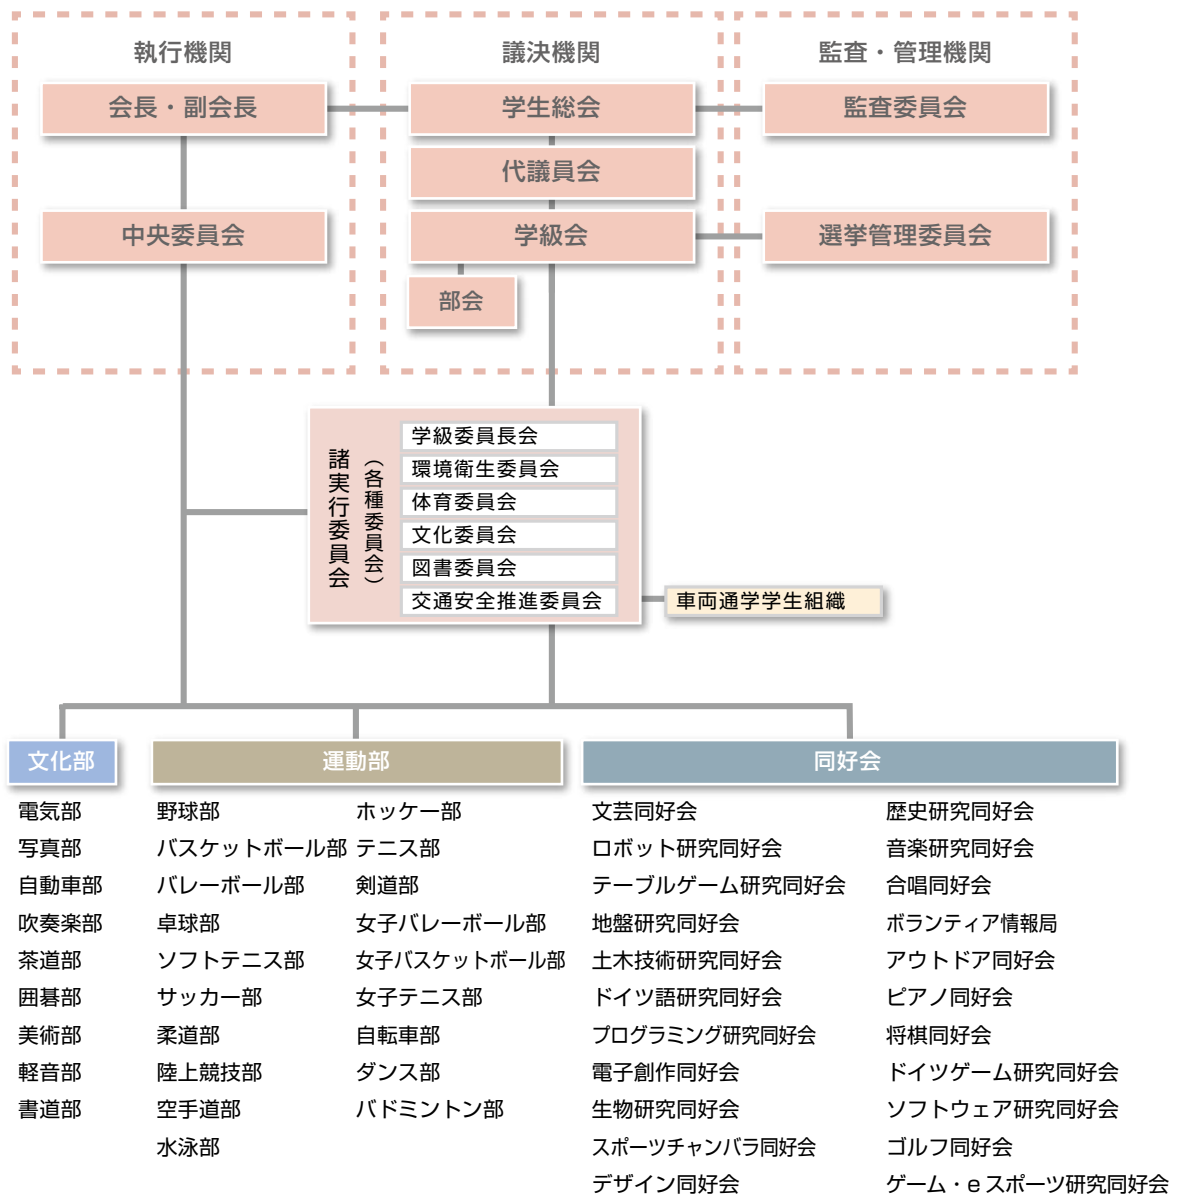 執行機関
会長・副会長
中央委員会
議決機関
学生総会
代議員会
学級会
部会
監査・管理機関
監査委員会
選挙管理委員会
諸実行委員会
（各種委員会）
学級委員長会
環境衛生委員会
体育委員会
文化委員会
図書委員会
交通安全推進委員会
車両通学学生組織
文化部
電気部
写真部
自動車部
吹奏楽部
茶道部
囲碁部
美術部
軽音部
書道部
運動部
野球部
バスケットボール部
バレーボール部
卓球部
ソフトテニス部
サッカー部
柔道部
陸上競技部
空手道部
水泳部
ホッケー部
テニス部
剣道部
女子バレーボール部
女子バスケットボール部
女子テニス部
自転車部
ダンス部
バドミントン部
同好会
文芸同好会
ロボット研究同好会
テーブルゲーム研究同好会
地盤研究同好会
土木技術研究同好会
ドイツ語研究同好会
プログラミング研究同好会
電子創作同好会
生物研究同好会
スポーツチャンバラ同好会
デザイン同好会
歴史研究同好会
音楽研究同好会
合唱同好会
ボランティア情報局
アウトドア同好会
ピアノ同好会
将棋同好会
ドイツゲーム研究同好会
ソフトウェア研究同好会
ゴルフ同好会
ゲーム・eスポーツ研究同好会